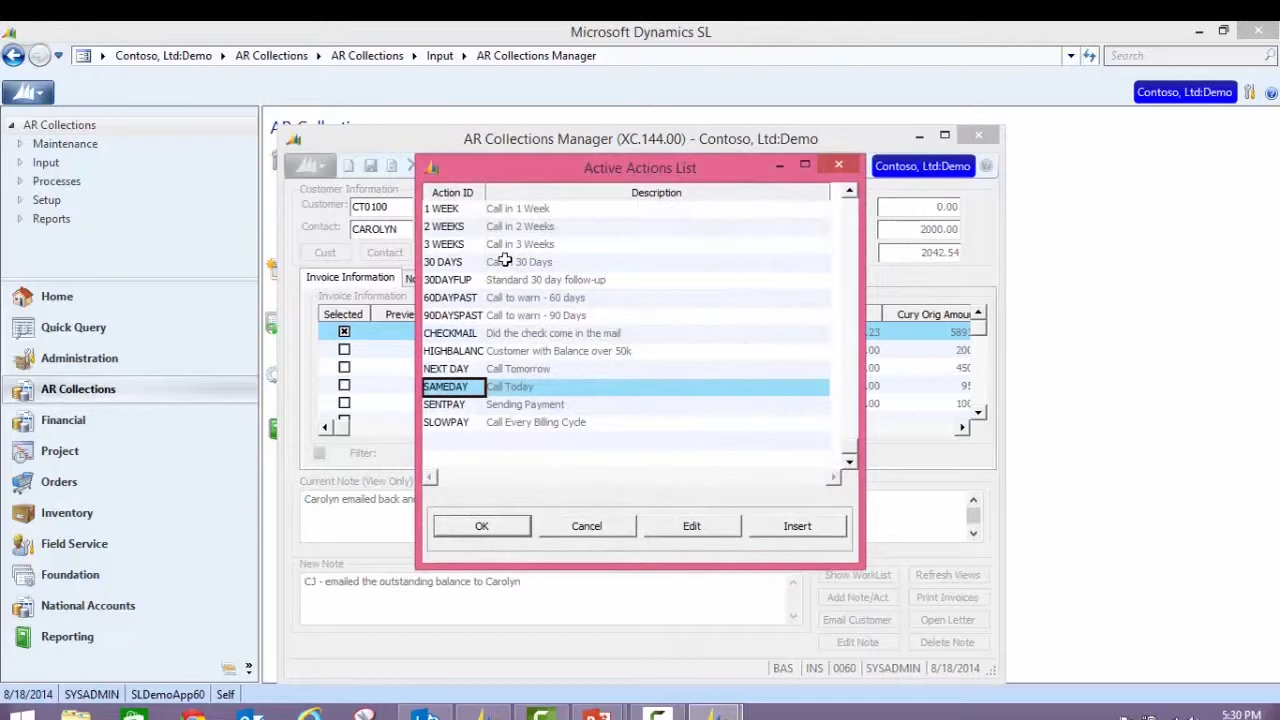 Microsoft Dynamics SL
Contoso, Ltd:Demo AR Collections AR Collections Input AR Collections Manager Search
Contoso, Ltd:Demo
AR Collections
Maintenance
Input
Processes
Setup
Reports
Home
Quick Query
Administration
AR Collections
Financial
Project
Orders
Inventory
Field Service
Foundation
National Accounts
Reporting
AR Collections Manager (XC.144.00) - Contoso, Ltd:Demo
Contoso, Ltd:Demo
Customer Information
Customer: CT0100 0.00
Contact: CAROLYN 2000.00
Cust Contact 2042.54
Invoice Information
Invoice Information
Selected Cury Orig
Active Actions List
Action ID Description
1 WEEK Call in 1 Week
2 WEEKS Call in 2 Weeks
3 WEEKS Call in 3 Weeks
30 DAYS 30 Days
30DAYFUP Standard 30 day follow-up
60DAYPAST Call to warn - 60 days
90DAYSPAST Call to warn - 90 Days
CHECKMAIL Did the check come in the mail
HIGHBALANC Customer with Balance over 50k
NEXT DAY Call Tomorrow
SAMEDAY Call Today
SENTPAY Sending Payment
SLOWPAY Call Every Billing Cycle
OK Cancel Edit Insert
Filter:
Current Note (View Only)
Carolyn emailed back and
New Note
CJ - emailed the outstanding balance to Carolyn
Show WorkList Refresh Views
Add Note/Act. Print Invoices
Email Customer Open Letter
Edit Note Delete Note
BAS INS 0060 SYSADMIN 8/18/2014
8/18/2014 SYSADMIN SLDemoApp60 Self
5:30 PM